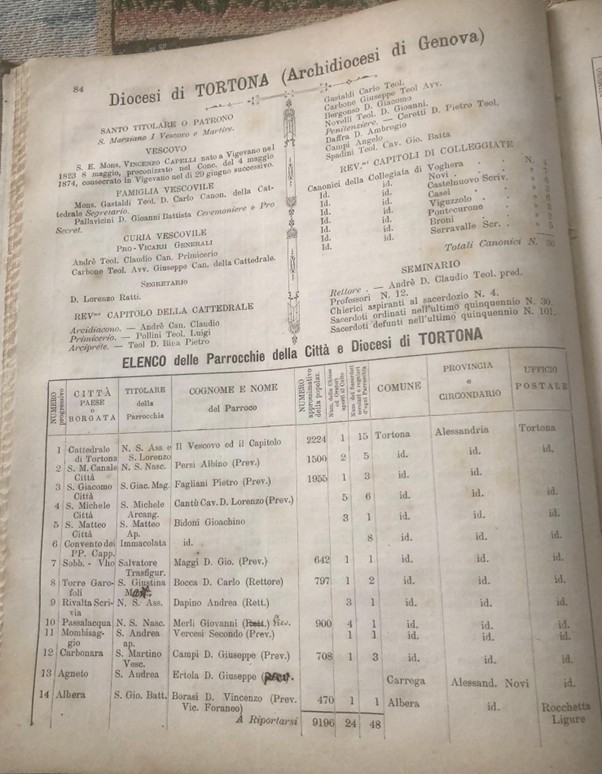 84
Diocesi di TORTONA (Archidiocesi di Genova)
SANTO TITOLARE O PATRONO
S. Marziano I Vescovo e Martire.
VESCOVO
S. E. Mons. VINCENZO CAPELLI nato a Vigevano nel
1823 8 maggio, preconizzato nel Conc. del 4 maggio
1874, consecrato in Vigevano nel dì 29 giugno successivo.
FAMIGLIA VESCOVILE
Mons. Gastaldi Teol. D. Carlo Canon. della Cat-
tedrale Segretario.
Pallavicini D. Gioanni Battista Ceremoniere e Pro
Secret.
CURIA VESCOVILE
PRO-VICARII GENERALI
Andrè Teol. Claudio Can. Primicerio
Carbone Teol. Avv. Giuseppe Can. della Cattedrale.
SEGRETARIO
D. Lorenzo Ratti.
REV.mo CAPITOLO DELLA CATTEDRALE
Arcidiacono. — Andrè Can. Claudio
Primicerio. — Pollini Teol. Luigi
Arciprete. — Teol D. Riva Pietro
Gastaldi Carlo Teol.
Carbone Giuseppe Teol Avv.
Bergonso D. Giacomo
Novelli Teol. D. Gioanni.
Penitenziere. — Ceretti D. Pietro Teol.
Daffra D. Ambrogio
Campi Angelo
Spadini Teol. Cav. Gio. Batta
REV.mi CAPITOLI DI COLLEGIATE
Canonici della Collegiata di Voghera N.
Id. id. Novi
Id. id. Castelnuovo Scriv.
Id. id. Casei
Id. id. Viguzzolo
Id. id. Pontecurone
Id. id. Broni
Id. id. Serravalle Scr. » 5
Totali Canonici N.
SEMINARIO
Rettore. — Andrè D. Claudio Teol. pred.
Professori N. 12.
Chierici aspiranti al sacerdozio N. 4.
Sacerdoti ordinati nell'ultimo quinquennio N. 30.
Sacerdoti defunti nell'ultimo quinquennio N. 101.
ELENCO delle Parrocchie della Città e Diocesi di TORTONA
NUMERO progressivo CITTÀ PAESE o BORGATA TITOLARE della Parrocchia COGNOME E NOME del Parroco NUMERO approssimativo della popolaz. COMUNE PROVINCIA e CIRCONDARIO UFFICIO POSTALE
1 Cattedrale di Tortona N. S. Ass. e S. Lorenzo Il Vescovo ed il Capitolo 2224 1 15 Tortona Alessandria Tortona
2 S. M. Canale Città N. S. Nasc. Persi Albino (Prev.) 1500 2 5 id. id. id.
3 S. Giacomo Città S. Giac. Mag. Fagliani Pietro (Prev.) 1955 1 3 id. id. id.
4 S. Michele Città S. Michele Arcang. Cantù Cav. D. Lorenzo (Prev.) 5 6 id. id. id.
5 S. Matteo Città S. Matteo Ap. Bidoni Gioachino 3 1 id. id. id.
6 Convento dei PP. Capp. Immacolata id. 8 id. id. id.
7 Sobb. - Vho Salvatore Trasfigur. Maggi D. Gio. (Prev.) 642 1 1 id. id. id.
8 Torre Garofoli S. Giustina Bocca D. Carlo (Rettore) 797 1 2 id. id. id.
9 Rivalta Scrivia N. S. Ass. Dapino Andrea (Rett.) 3 1 id. id. id.
10 Passalacqua N. S. Nasc. Merli Giovanni 900 4 1 id. id. id.
11 Mombisaggio S. Andrea ap. Vercesi Secondo (Prev.) 1 1 id. id. id.
12 Carbonara S. Martino Vesc. Campi D. Giuseppe (Prev.) 708 1 3 id. id. id.
13 Agneto S. Andrea Ertola D. Giuseppe Carrega Alessand. Novi id.
14 Albera S. Gio. Batt. Borasi D. Vincenzo (Prev. Vic. Foraneo) 470 1 1 Albera id. Rocchetta Ligure
A Riportarsi 9196 24 48